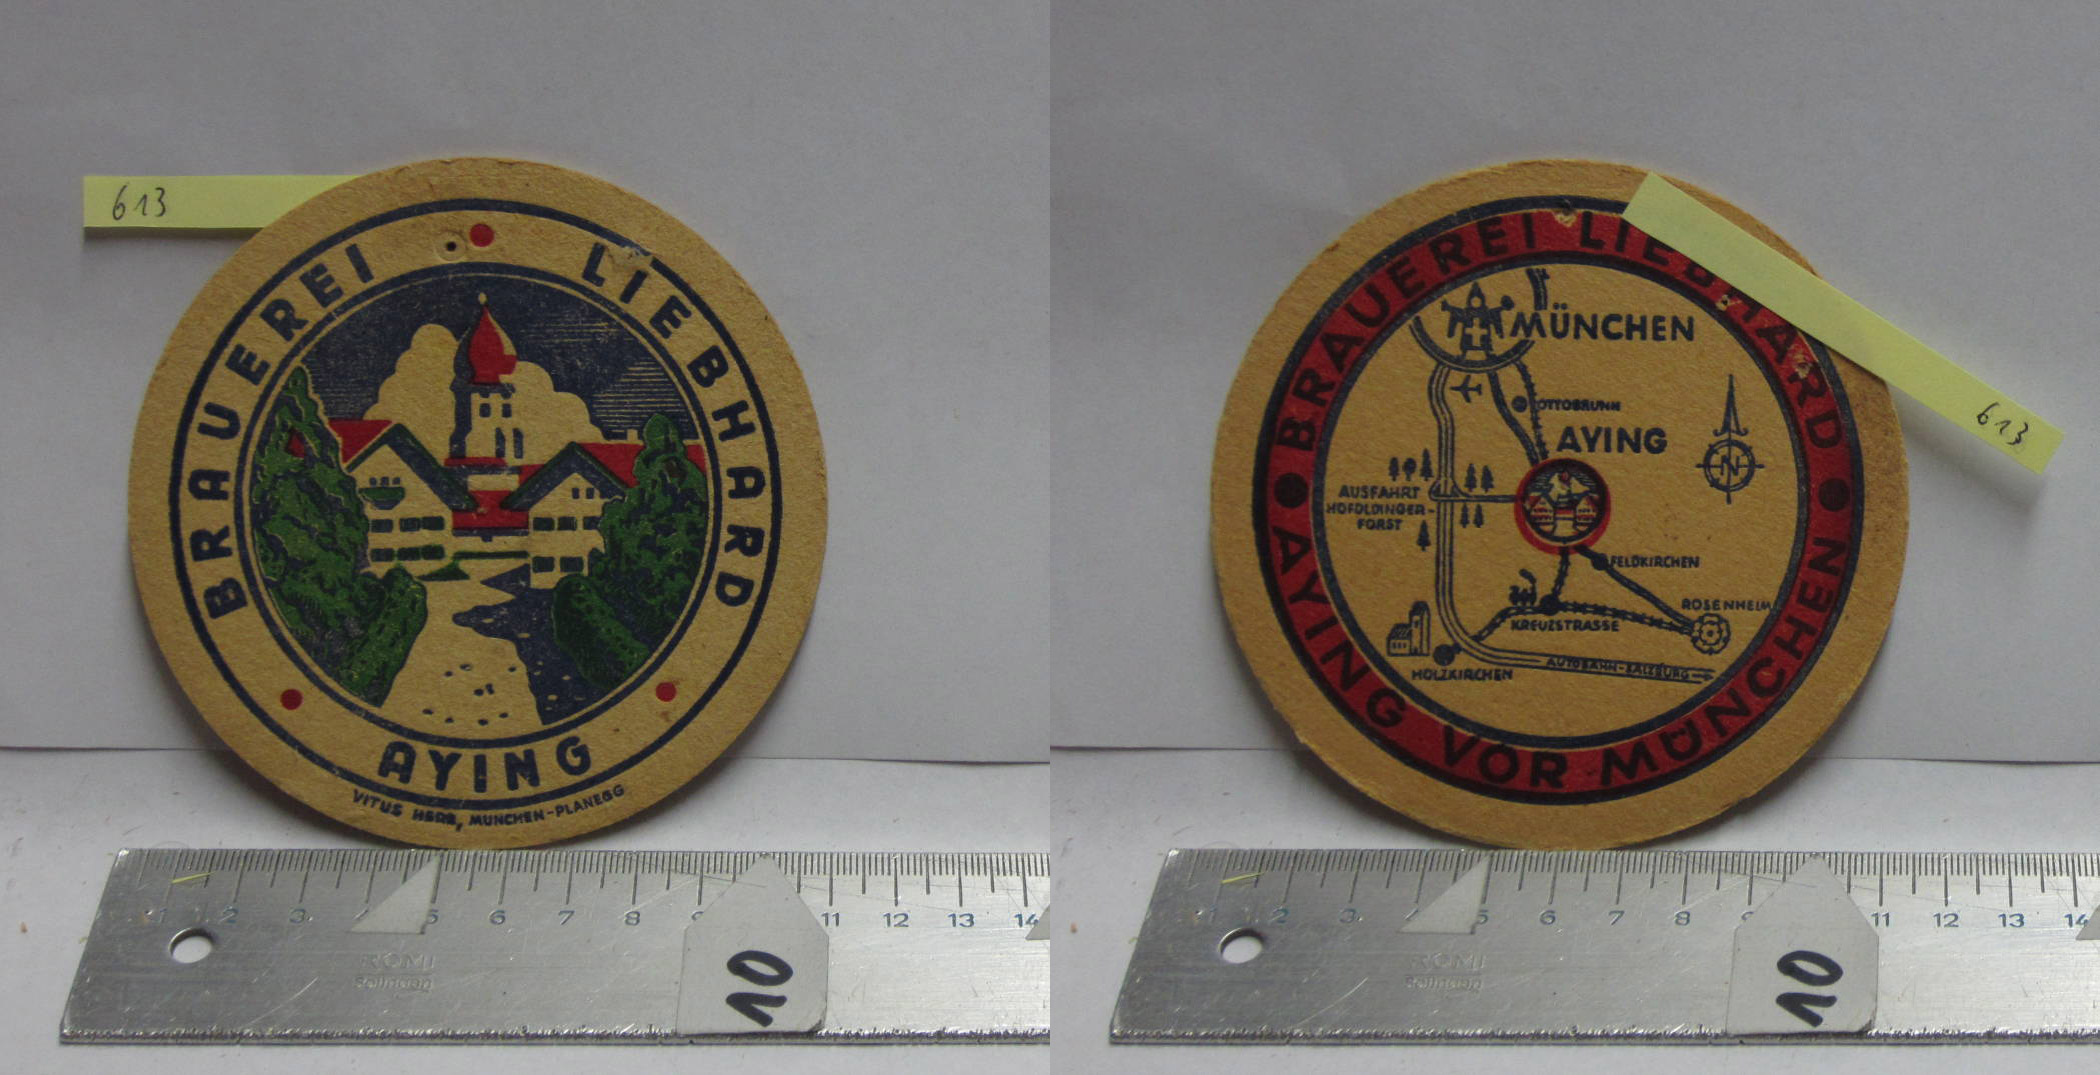 613
BRAUEREI LIEBHARD
AYING
VITUS HERB, MÜNCHEN-PLANEGG
1 2 3 4 5 6 7 8 9 11 12 13 14
ROMI
10
613
BRAUEREI LIEBHARD
MÜNCHEN
OTTOBRUNN
AYING
AUSFAHRT
HOFOLDINGER-
FORST
N
FELDKIRCHEN
ROSENHEIM
KREUZSTRASSE
AUTOBAHN-SALZBURG
HOLZKIRCHEN
AYING VOR MÜNCHEN
1 2 3 4 5 6 7 8 9 11 12 13 14
ROMI
10